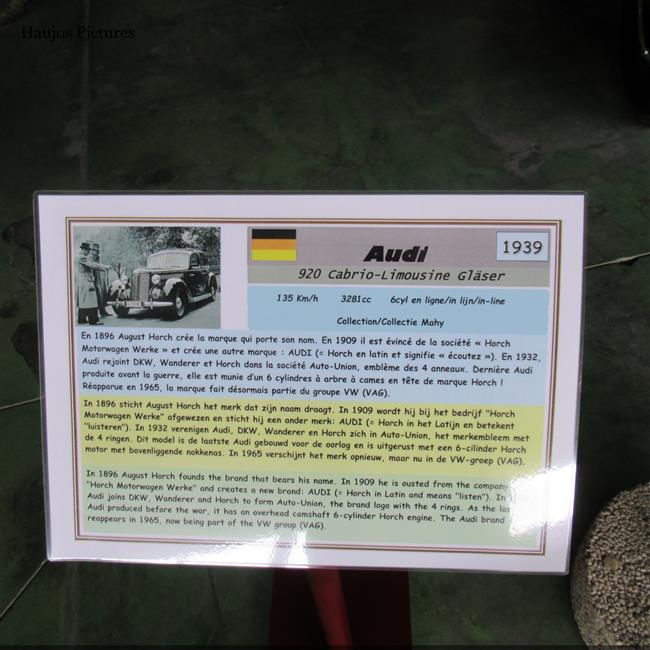 Haujos Pictures
Audi
1939
920 Cabrio-Limousine Gläser
135 Km/h 3281cc 6cyl en ligne/in lijn/in-line
Collection/Collectie Mahy
En 1896 August Horch crée la marque qui porte son nom. En 1909 il est évincé de la société « Horch
Motorwagen Werke » et crée une autre marque : AUDI (= Horch en latin et signifie « écoutez »). En 1932,
Audi rejoint DKW, Wanderer et Horch dans la société Auto-Union, emblème des 4 anneaux. Dernière Audi
produite avant la guerre, elle est munie d'un 6 cylindres à arbre à cames en tête de marque Horch !
Réapparue en 1965, la marque fait désormais partie du groupe VW (VAG).
In 1896 sticht August Horch het merk dat zijn naam draagt. In 1909 wordt hij bij het bedrijf "Horch
Motorwagen Werke" afgewezen en sticht hij een ander merk: AUDI (= Horch in het Latijn en betekent
"luisteren"). In 1932 verenigen Audi, DKW, Wanderer en Horch zich in Auto-Union, het merkembleem met
de 4 ringen. Dit model is de laatste Audi gebouwd voor de oorlog en is uitgerust met een 6-cilinder Horch
motor met bovenliggende nokkenas. In 1965 verschijnt het merk opnieuw, maar nu in de VW-groep (VAG).
In 1896 August Horch founds the brand that bears his name. In 1909 he is ousted from the company
"Horch Motorwagen Werke" and creates a new brand: AUDI (= Horch in Latin and means "listen"). In
Audi joins DKW, Wanderer and Horch to form Auto-Union, the brand logo with the 4 rings. As the
Audi produced before the war, it has an overhead camshaft 6-cylinder Horch engine. The Audi brand
reappears in 1965, now being part of the VW group (VAG).